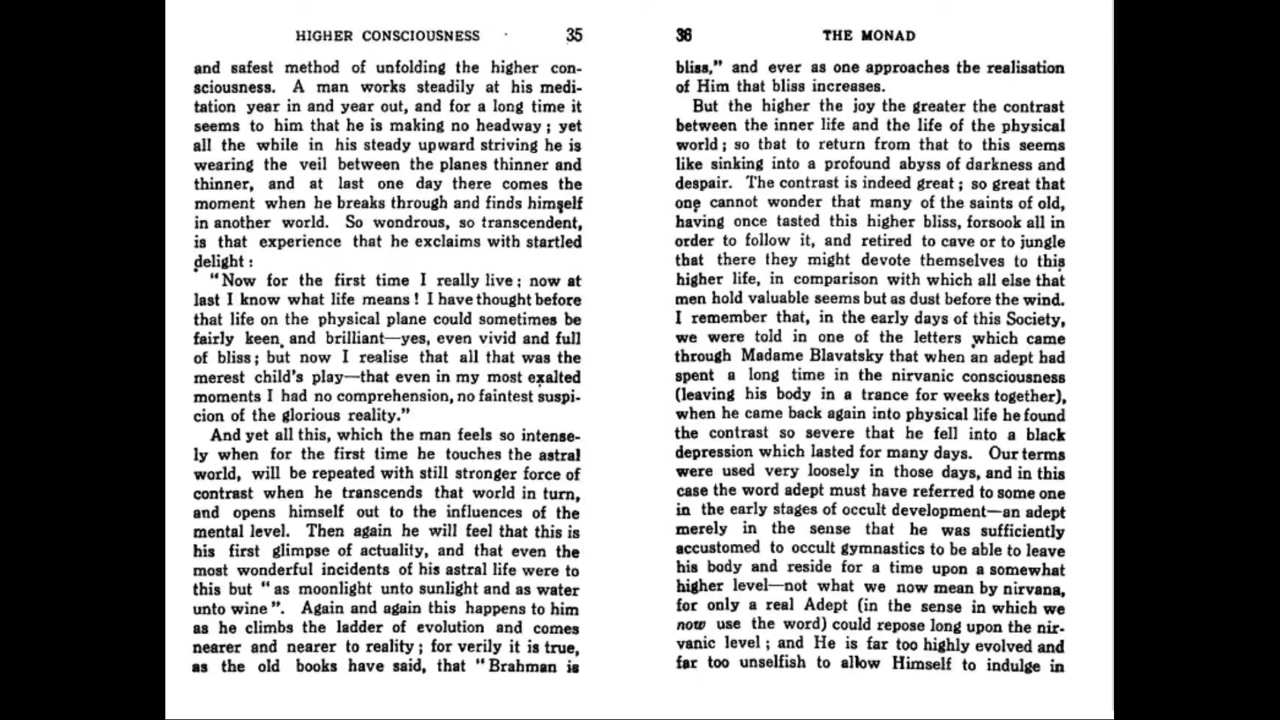 HIGHER CONSCIOUSNESS 35
and safest method of unfolding the higher con-
sciousness. A man works steadily at his medi-
tation year in and year out, and for a long time it
seems to him that he is making no headway; yet
all the while in his steady upward striving he is
wearing the veil between the planes thinner and
thinner, and at last one day there comes the
moment when he breaks through and finds himself
in another world. So wondrous, so transcendent,
is that experience that he exclaims with startled
delight:
"Now for the first time I really live; now at
last I know what life means! I have thought before
that life on the physical plane could sometimes be
fairly keen and brilliant—yes, even vivid and full
of bliss; but now I realise that all that was the
merest child's play—that even in my most exalted
moments I had no comprehension, no faintest suspi-
cion of the glorious reality."
And yet all this, which the man feels so intense-
ly when for the first time he touches the astral
world, will be repeated with still stronger force of
contrast when he transcends that world in turn,
and opens himself out to the influences of the
mental level. Then again he will feel that this is
his first glimpse of actuality, and that even the
most wonderful incidents of his astral life were to
this but "as moonlight unto sunlight and as water
unto wine". Again and again this happens to him
as he climbs the ladder of evolution and comes
nearer and nearer to reality; for verily it is true,
as the old books have said, that "Brahman is
36 THE MONAD
bliss," and ever as one approaches the realisation
of Him that bliss increases.
But the higher the joy the greater the contrast
between the inner life and the life of the physical
world; so that to return from that to this seems
like sinking into a profound abyss of darkness and
despair. The contrast is indeed great; so great that
one cannot wonder that many of the saints of old,
having once tasted this higher bliss, forsook all in
order to follow it, and retired to cave or to jungle
that there they might devote themselves to this
higher life, in comparison with which all else that
men hold valuable seems but as dust before the wind.
I remember that, in the early days of this Society,
we were told in one of the letters which came
through Madame Blavatsky that when an adept had
spent a long time in the nirvanic consciousness
(leaving his body in a trance for weeks together),
when he came back again into physical life he found
the contrast so severe that he fell into a black
depression which lasted for many days. Our terms
were used very loosely in those days, and in this
case the word adept must have referred to some one
in the early stages of occult development—an adept
merely in the sense that he was sufficiently
accustomed to occult gymnastics to be able to leave
his body and reside for a time upon a somewhat
higher level—not what we now mean by nirvana,
for only a real Adept (in the sense in which we
now use the word) could repose long upon the nir-
vanic level; and He is far too highly evolved and
far too unselfish to allow Himself to indulge in